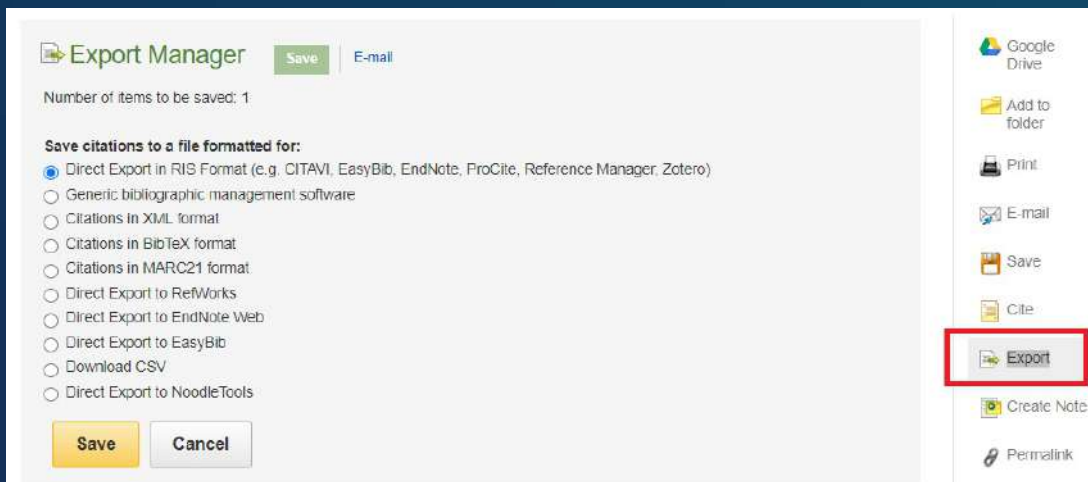 Export Manager Save E-mail
Number of items to be saved: 1
Save citations to a file formatted for:
Direct Export in RIS Format (e.g. CITAVI, EasyBib, EndNote, ProCite, Reference Manager, Zotero)
Generic bibliographic management software
Citations in XML format
Citations in BibTeX format
Citations in MARC21 format
Direct Export to RefWorks
Direct Export to EndNote Web
Direct Export to EasyBib
Download CSV
Direct Export to NoodleTools
Save Cancel
Google
Drive
Add to
folder
Print
E-mail
Save
Cite
Export
Create Note
Permalink